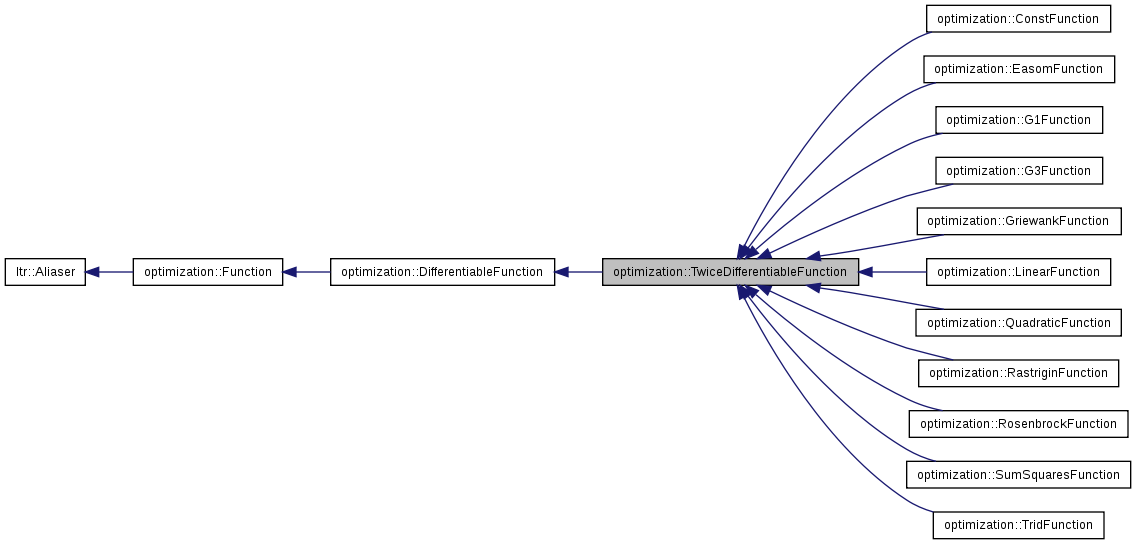 optimization::ConstFunction
optimization::EasomFunction
optimization::G1Function
optimization::G3Function
optimization::GriewankFunction
ltr::Aliaser
optimization::Function
optimization::DifferentiableFunction
optimization::TwiceDifferentiableFunction
optimization::LinearFunction
optimization::QuadraticFunction
optimization::RastriginFunction
optimization::RosenbrockFunction
optimization::SumSquaresFunction
optimization::TridFunction